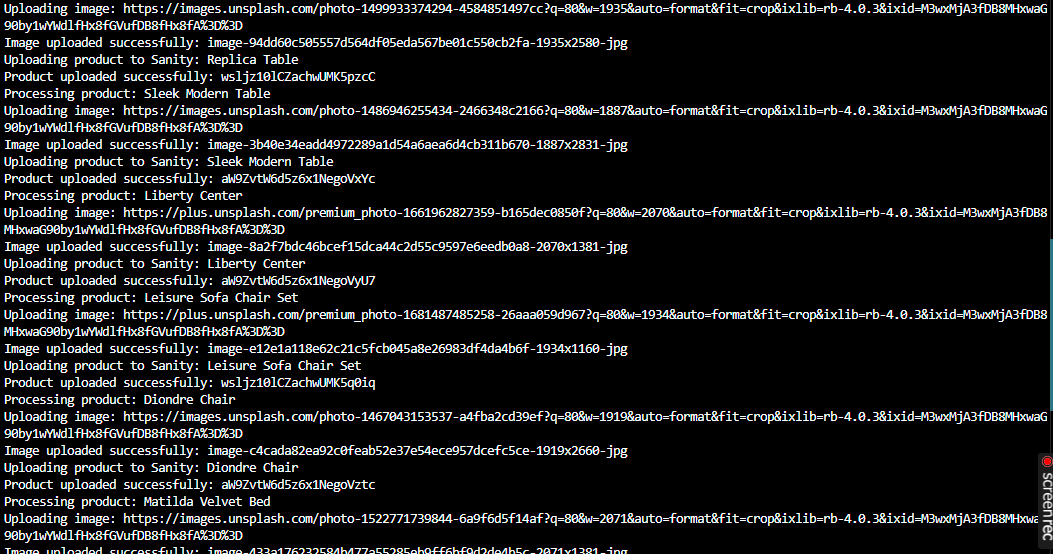 Uploading image: https://images.unsplash.com/photo-1499933374294-4584851497cc?q=80&w=1935&auto=format&fit=crop&ixlib=rb-4.0.3&ixid=M3wxMjA3fDB8MHxwaG
90by1wYWdlfHx8fGVufDB8fHx8fA%3D%3D
Image uploaded successfully: image-94dd60c505557d564df05eda567be01c550cb2fa-1935x2580-jpg
Uploading product to Sanity: Replica Table
Product uploaded successfully: wsljz10lCZachwUMK5pzcC
Processing product: Sleek Modern Table
Uploading image: https://images.unsplash.com/photo-1486946255434-2466348c2166?q=80&w=1887&auto=format&fit=crop&ixlib=rb-4.0.3&ixid=M3wxMjA3fDB8MHxwaG
90by1wYWdlfHx8fGVufDB8fHx8fA%3D%3D
Image uploaded successfully: image-3b40e34eadd4972289a1d54a6aea6d4cb311b670-1887x2831-jpg
Uploading product to Sanity: Sleek Modern Table
Product uploaded successfully: aW9ZvtW6d5z6x1NegoVxYc
Processing product: Liberty Center
Uploading image: https://plus.unsplash.com/premium_photo-1661962827359-b165dec0850f?q=80&w=2070&auto=format&fit=crop&ixlib=rb-4.0.3&ixid=M3wxMjA3fDB8
MHxwaG90by1wYWdlfHx8fGVufDB8fHx8fA%3D%3D
Image uploaded successfully: image-8a2f7bdc46bcef15dca44c2d55c9597e6eedb0a8-2070x1381-jpg
Uploading product to Sanity: Liberty Center
Product uploaded successfully: aW9ZvtW6d5z6x1NegoVyU7
Processing product: Leisure Sofa Chair Set
Uploading image: https://plus.unsplash.com/premium_photo-1681487485258-26aaa059d967?q=80&w=1934&auto=format&fit=crop&ixlib=rb-4.0.3&ixid=M3wxMjA3fDB8
MHxwaG90by1wYWdlfHx8fGVufDB8fHx8fA%3D%3D
Image uploaded successfully: image-e12e1a118e62c21c5fcb045a8e26983df4da4b6f-1934x1160-jpg
Uploading product to Sanity: Leisure Sofa Chair Set
Product uploaded successfully: wsljz10lCZachwUMK5q0iq
Processing product: Diondre Chair
Uploading image: https://images.unsplash.com/photo-1467043153537-a4fba2cd39ef?q=80&w=1919&auto=format&fit=crop&ixlib=rb-4.0.3&ixid=M3wxMjA3fDB8MHxwaG
90by1wYWdlfHx8fGVufDB8fHx8fA%3D%3D
Image uploaded successfully: image-c4cada82ea92c0feab52e37e54ece957dcefc5ce-1919x2660-jpg
Uploading product to Sanity: Diondre Chair
Product uploaded successfully: aW9ZvtW6d5z6x1NegoVztc
Processing product: Matilda Velvet Bed
Uploading image: https://images.unsplash.com/photo-1522771739844-6a9f6d5f14af?q=80&w=2071&auto=format&fit=crop&ixlib=rb-4.0.3&ixid=M3wxMjA3fDB8MHxwa
90by1wYWdlfHx8fGVufDB8fHx8fA%3D%3D
Image uploaded successfully: image-433a176232584b477a55285eb9ff6bf9d2de4b5c-2071x1381-jpg
screenrec